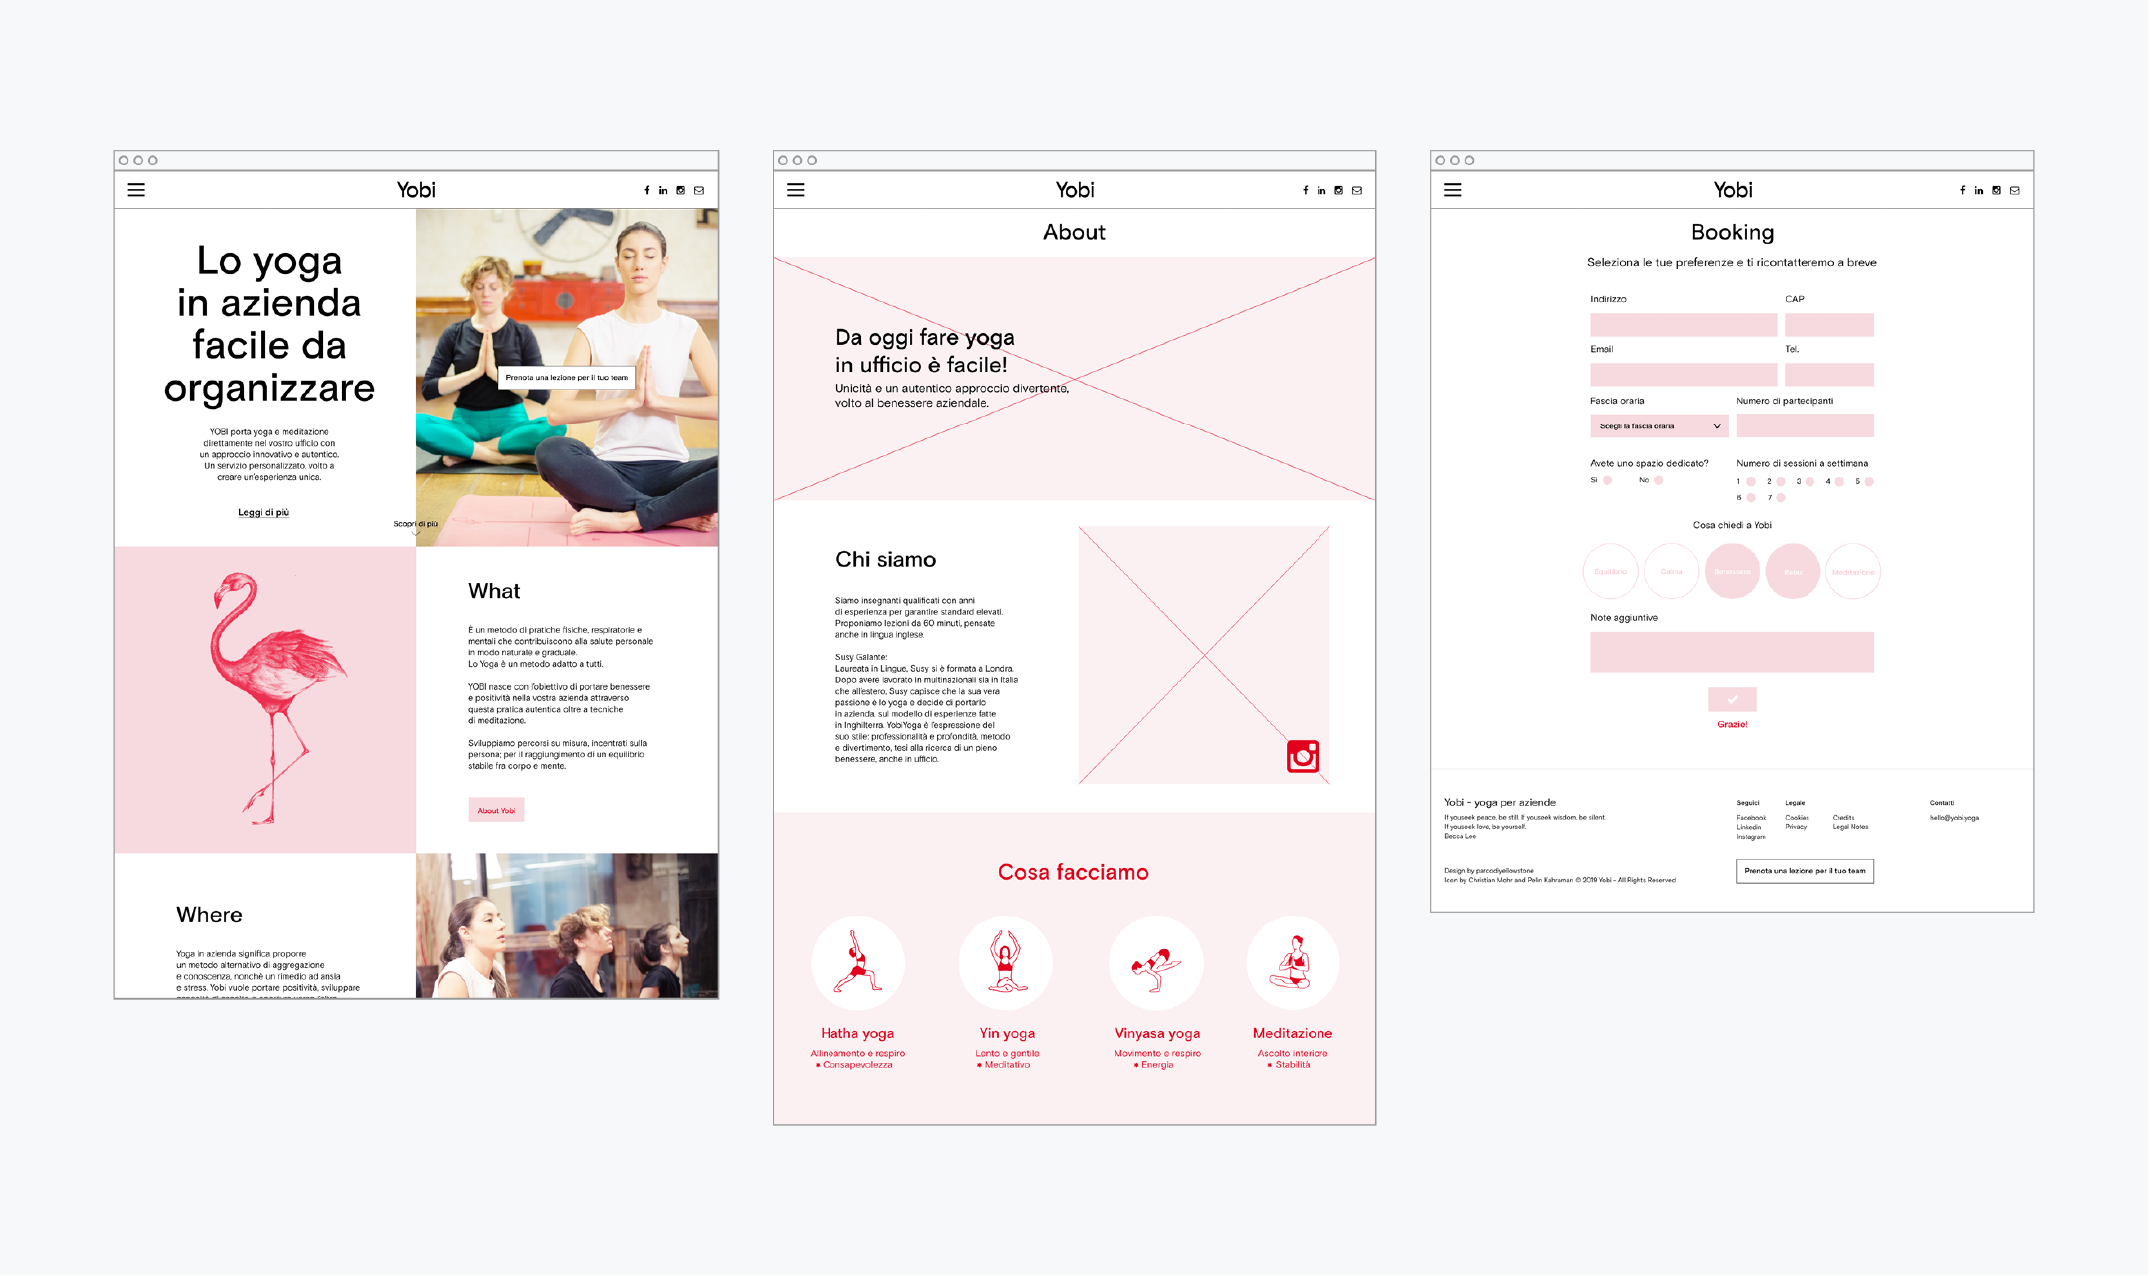 Yobi
Lo yoga
in azienda
facile da
organizzare
YOBI porta yoga e meditazione
direttamente nel vostro ufficio con
un approccio innovativo e autentico.
Un servizio personalizzato, volto a
creare un'esperienza unica.
Leggi di più
Prenota una lezione per il tuo team
Scopri di più
What
È un metodo di pratiche fisiche, respiratorie e
mentali che contribuiscono alla salute personale
in modo naturale e graduale.
Lo Yoga è un metodo adatto a tutti.
YOBI nasce con l'obiettivo di portare benessere
e positività nella vostra azienda attraverso
questa pratica autentica oltre a tecniche
di meditazione.
Sviluppiamo percorsi su misura, incentrati sulla
persona; per il raggiungimento di un equilibrio
stabile fra corpo e mente.
About Yobi
Where
Yoga in azienda significa proporre
un metodo alternativo di aggregazione
e conoscenza, nonchè un rimedio ad ansia
e stress. Yobi vuole portare positività, sviluppare
Yobi
About
Da oggi fare yoga
in ufficio è facile!
Unicità e un autentico approccio divertente,
volto al benessere aziendale.
Chi siamo
Siamo insegnanti qualificati con anni
di esperienza per garantire standard elevati.
Proponiamo lezioni da 60 minuti, pensate
anche in lingua inglese.
Susy Galante:
Laureata in Lingue, Susy si è formata a Londra.
Dopo avere lavorato in multinazionali sia in Italia
che all'estero, Susy capisce che la sua vera
passione è lo yoga e decide di portarlo
in azienda, sul modello di esperienze fatte
in Inghilterra. YobiYoga è l'espressione del
suo stile: professionalità e profondità, metodo
e divertimento, tesi alla ricerca di un pieno
benessere, anche in ufficio.
Cosa facciamo
Hatha yoga
Allineamento e respiro
* Consapevolezza
Yin yoga
Lento e gentile
* Meditativo
Vinyasa yoga
Movimento e respiro
* Energia
Meditazione
Ascolto interiore
* Stabilità
Yobi
Booking
Seleziona le tue preferenze e ti ricontatteremo a breve
Indirizzo CAP
Email Tel.
Fascia oraria Numero di partecipanti
Scegli la fascia oraria
Avete uno spazio dedicato? Numero di sessioni a settimana
Si No 1 2 3 4 5
6 7
Cosa chiedi a Yobi
Equilibrio Calma Benessere Relax Meditazione
Note aggiuntive
Grazie!
Yobi - yoga per aziende
If youseek peace, be still. If youseek wisdom, be silent.
If youseek love, be yourself.
Becca Lee
Seguici Legale Contatti
Facebook Cookies Credits hello@yobi.yoga
Linkedin Privacy Legal Notes
Instagram
Design by parcodiyellowstone
Icon by Christian Mohr and Pelin Kahraman © 2019 Yobi - All Rights Reserved
Prenota una lezione per il tuo team